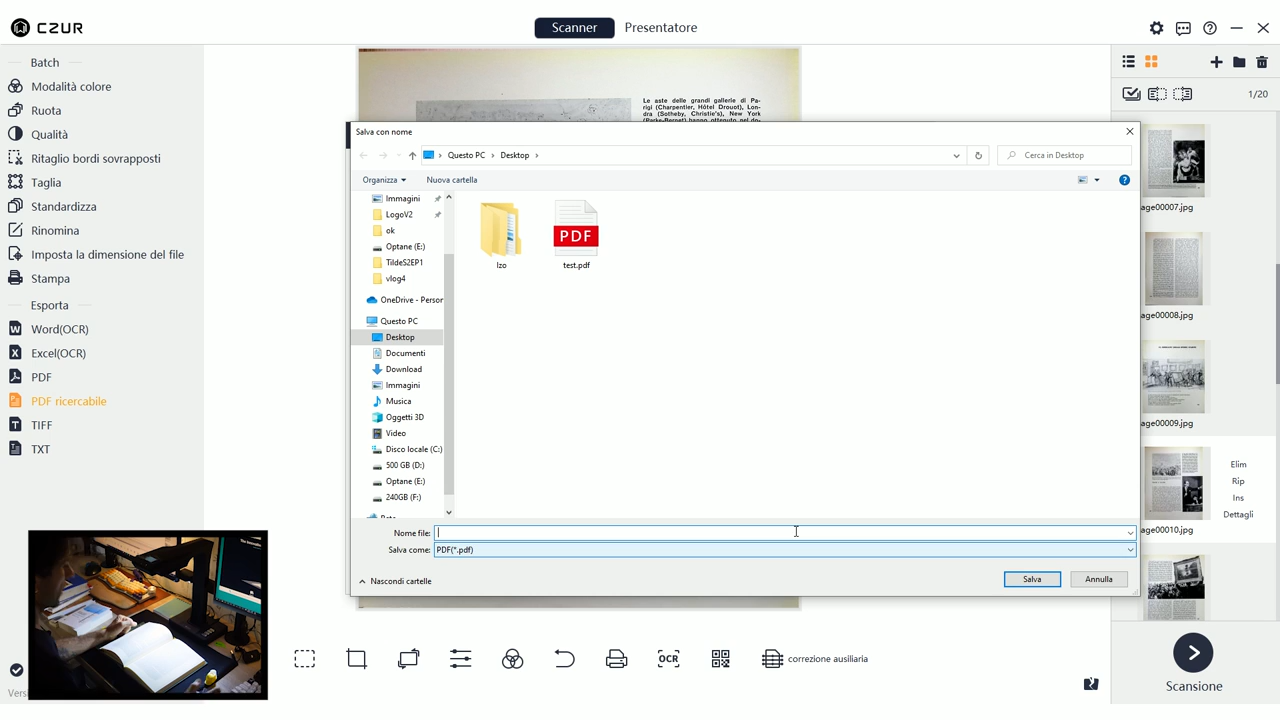 CZUR
Scanner
Presentatore
Batch
Modalità colore
Ruota
Qualità
Ritaglio bordi sovrapposti
Taglia
Standardizza
Rinomina
Imposta la dimensione del file
Stampa
Esporta
Word(OCR)
Excel(OCR)
PDF
PDF ricercabile
TIFF
TXT
Le aste delle grandi gallerie di Pa-
rigi (Charpentier, Hôtel Drouot), Lon-
dra (Sotheby, Christie's), New York
Salva con nome
Questo PC
Desktop
Cerca in Desktop
Organizza
Nuova cartella
Immagini
LogoV2
ok
Optane (E:)
TildeS2EP1
vlog4
OneDrive - Person
Questo PC
Desktop
Documenti
Download
Immagini
Musica
Oggetti 3D
Video
Disco locale (C:)
500 GB (D:)
Optane (E:)
240GB (F:)
PDF
test.pdf
Nome file:
Salva come: PDF(*.pdf)
Nascondi cartelle
Salva
Annulla
1/20
age00007.jpg
age00008.jpg
age00009.jpg
Elim
Rip
Ins
Dettagli
age00010.jpg
OCR
correzione ausiliaria
Scansione
Versi